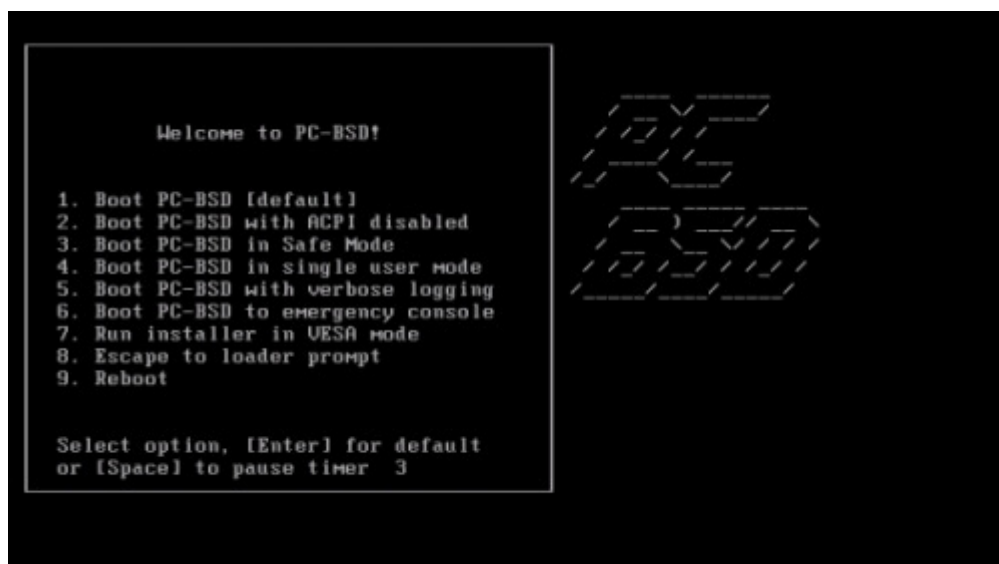 Welcome to PC-BSD!
1. Boot PC-BSD [default]
2. Boot PC-BSD with ACPI disabled
3. Boot PC-BSD in Safe Mode
4. Boot PC-BSD in single user mode
5. Boot PC-BSD with verbose logging
6. Boot PC-BSD to emergency console
7. Run installer in VESA mode
8. Escape to loader prompt
9. Reboot
Select option, [Enter] for default
or [Space] to pause timer 3
PC
BSD